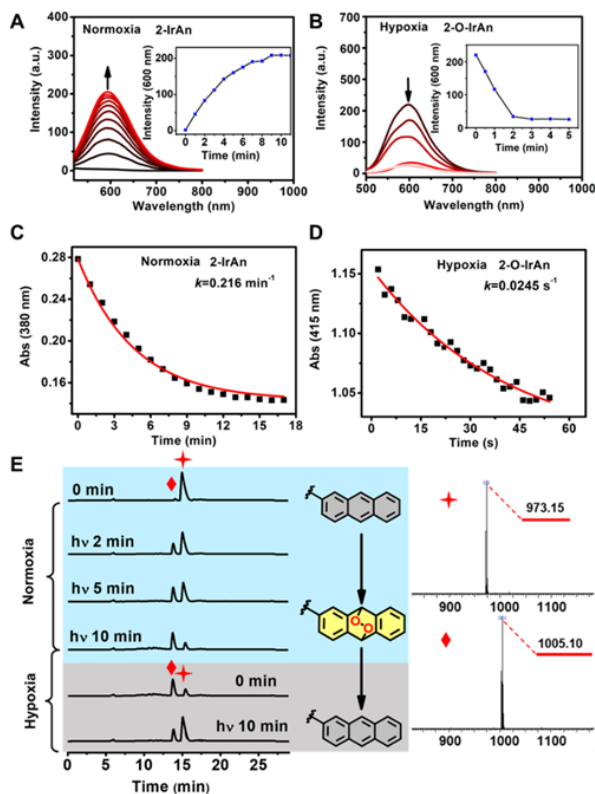 A
Normoxia 2-IrAn
Intensity (a.u.)
400
350
300
200
100
0
600 700 800 900 1000
Wavelength (nm)
Intensity (600 nm)
250
200
150
100
50
0
0 2 4 6 8 10
Time (min)
B
Hypoxia 2-O-IrAn
Intensity (a.u.)
700
600
500
200
100
0
500 600 700 800 900 1000
Wavelength (nm)
Intensity (600 nm)
250
200
150
100
50
0
0 1 2 3 4 5
Time (min)
C
Normoxia 2-IrAn
k=0.216 min⁻¹
Abs (380 nm)
0.28
0.24
0.20
0.16
0 3 6 9 12 15 18
Time (min)
D
Hypoxia 2-O-IrAn
k=0.0245 s⁻¹
Abs (415 nm)
1.15
1.10
1.05
0 15 30 45 60
Time (s)
E
Normoxia
0 min
hν 2 min
hν 5 min
hν 10 min
Hypoxia
0 min
hν 10 min
0 5 10 15 20 25
Time (min)
O
O
973.15
900 1000 1100
1005.10
900 1000 1100